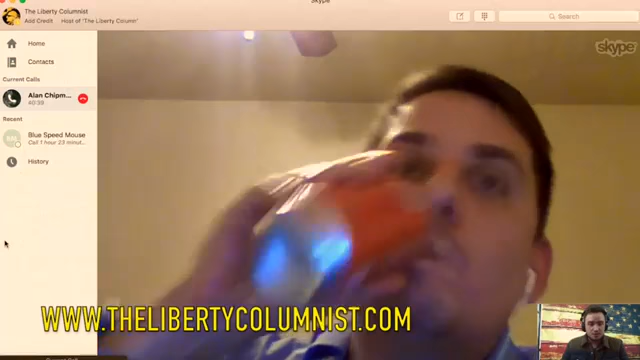 Skype
The Liberty Columnist
Add Credit Host of 'The Liberty Column'
Search
Home
Contacts
Current Calls
Alan Chipm...
40:39
Recent
Blue Speed Mouse
Call 1 hour 23 minut...
History
skype
WWW.THELIBERTYCOLUMNIST.COM